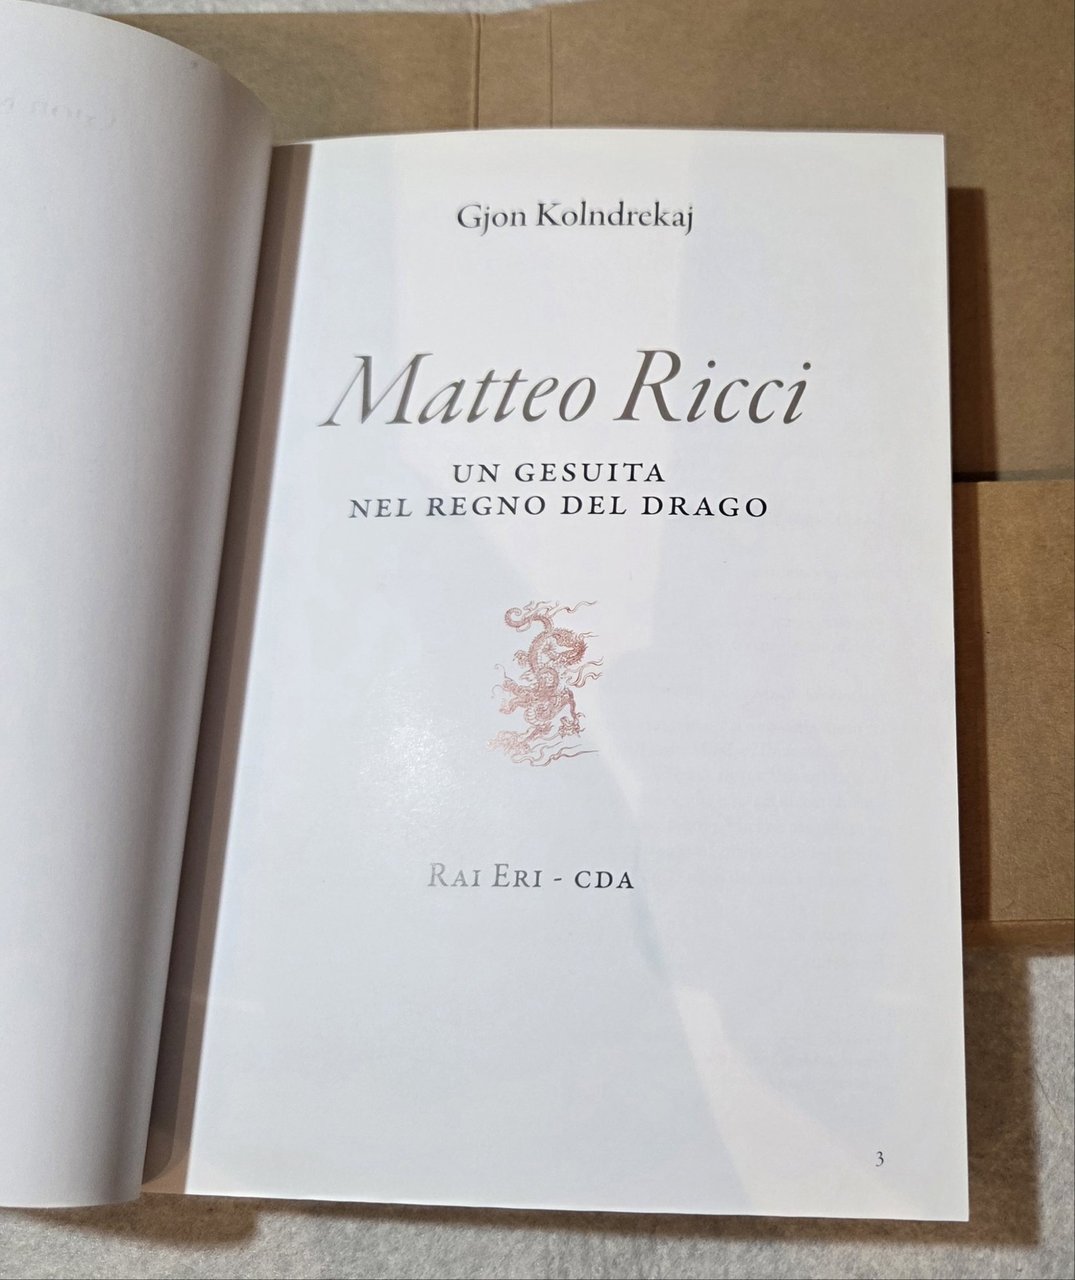 Gjon Kolndrekaj
Matteo Ricci
UN GESUITA
NEL REGNO DEL DRAGO
RAI ERI - CDA
3